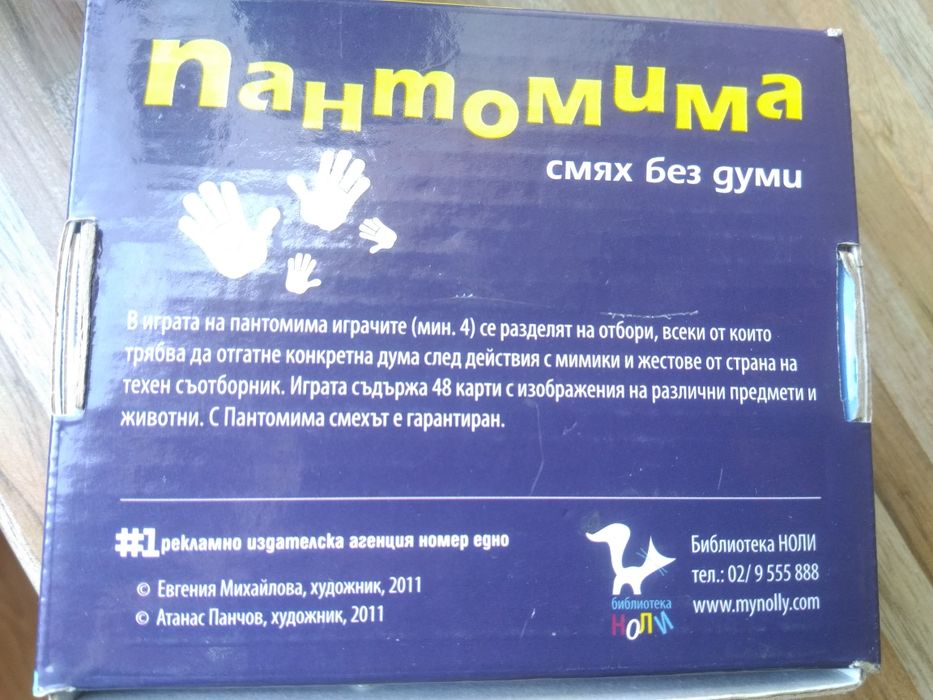 Пантомима
смях без думи
В играта на пантомима играчите (мин. 4) се разделят на отбори, всеки от които
трябва да отгатне конкретна дума след действия с мимики и жестове от страна на
техен съотборник. Играта съдържа 48 карти с изображения на различни предмети и
животни. С Пантомима смехът е гарантиран.
#1 рекламно издателска агенция номер едно
© Евгения Михайлова, художник, 2011
© Атанас Панчов, художник, 2011
библиотека
НОЛИ
Библиотека НОЛИ
тел.: 02/ 9 555 888
www.mynolly.com